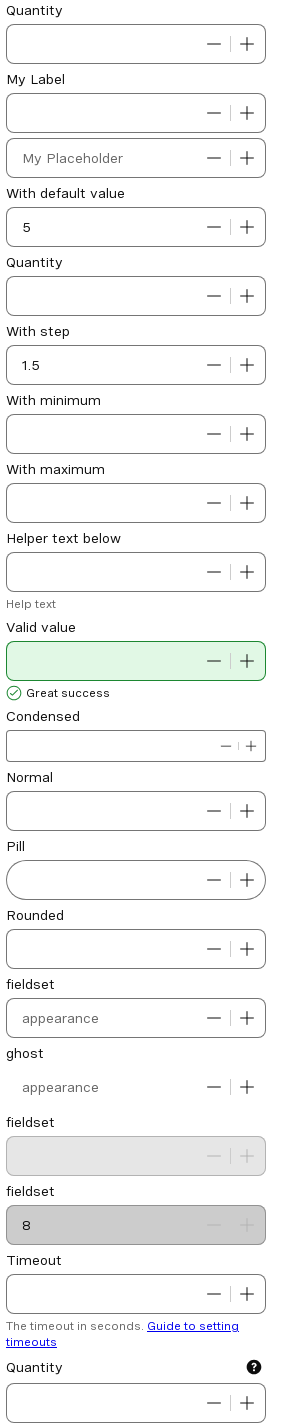 Quantity
My Label
My Placeholder
With default value
5
Quantity
With step
1.5
With minimum
With maximum
Helper text below
Help text
Valid value
Great success
Condensed
Normal
Pill
Rounded
fieldset
appearance
ghost
appearance
fieldset
fieldset
8
Timeout
The timeout in seconds. Guide to setting
timeouts
Quantity ?